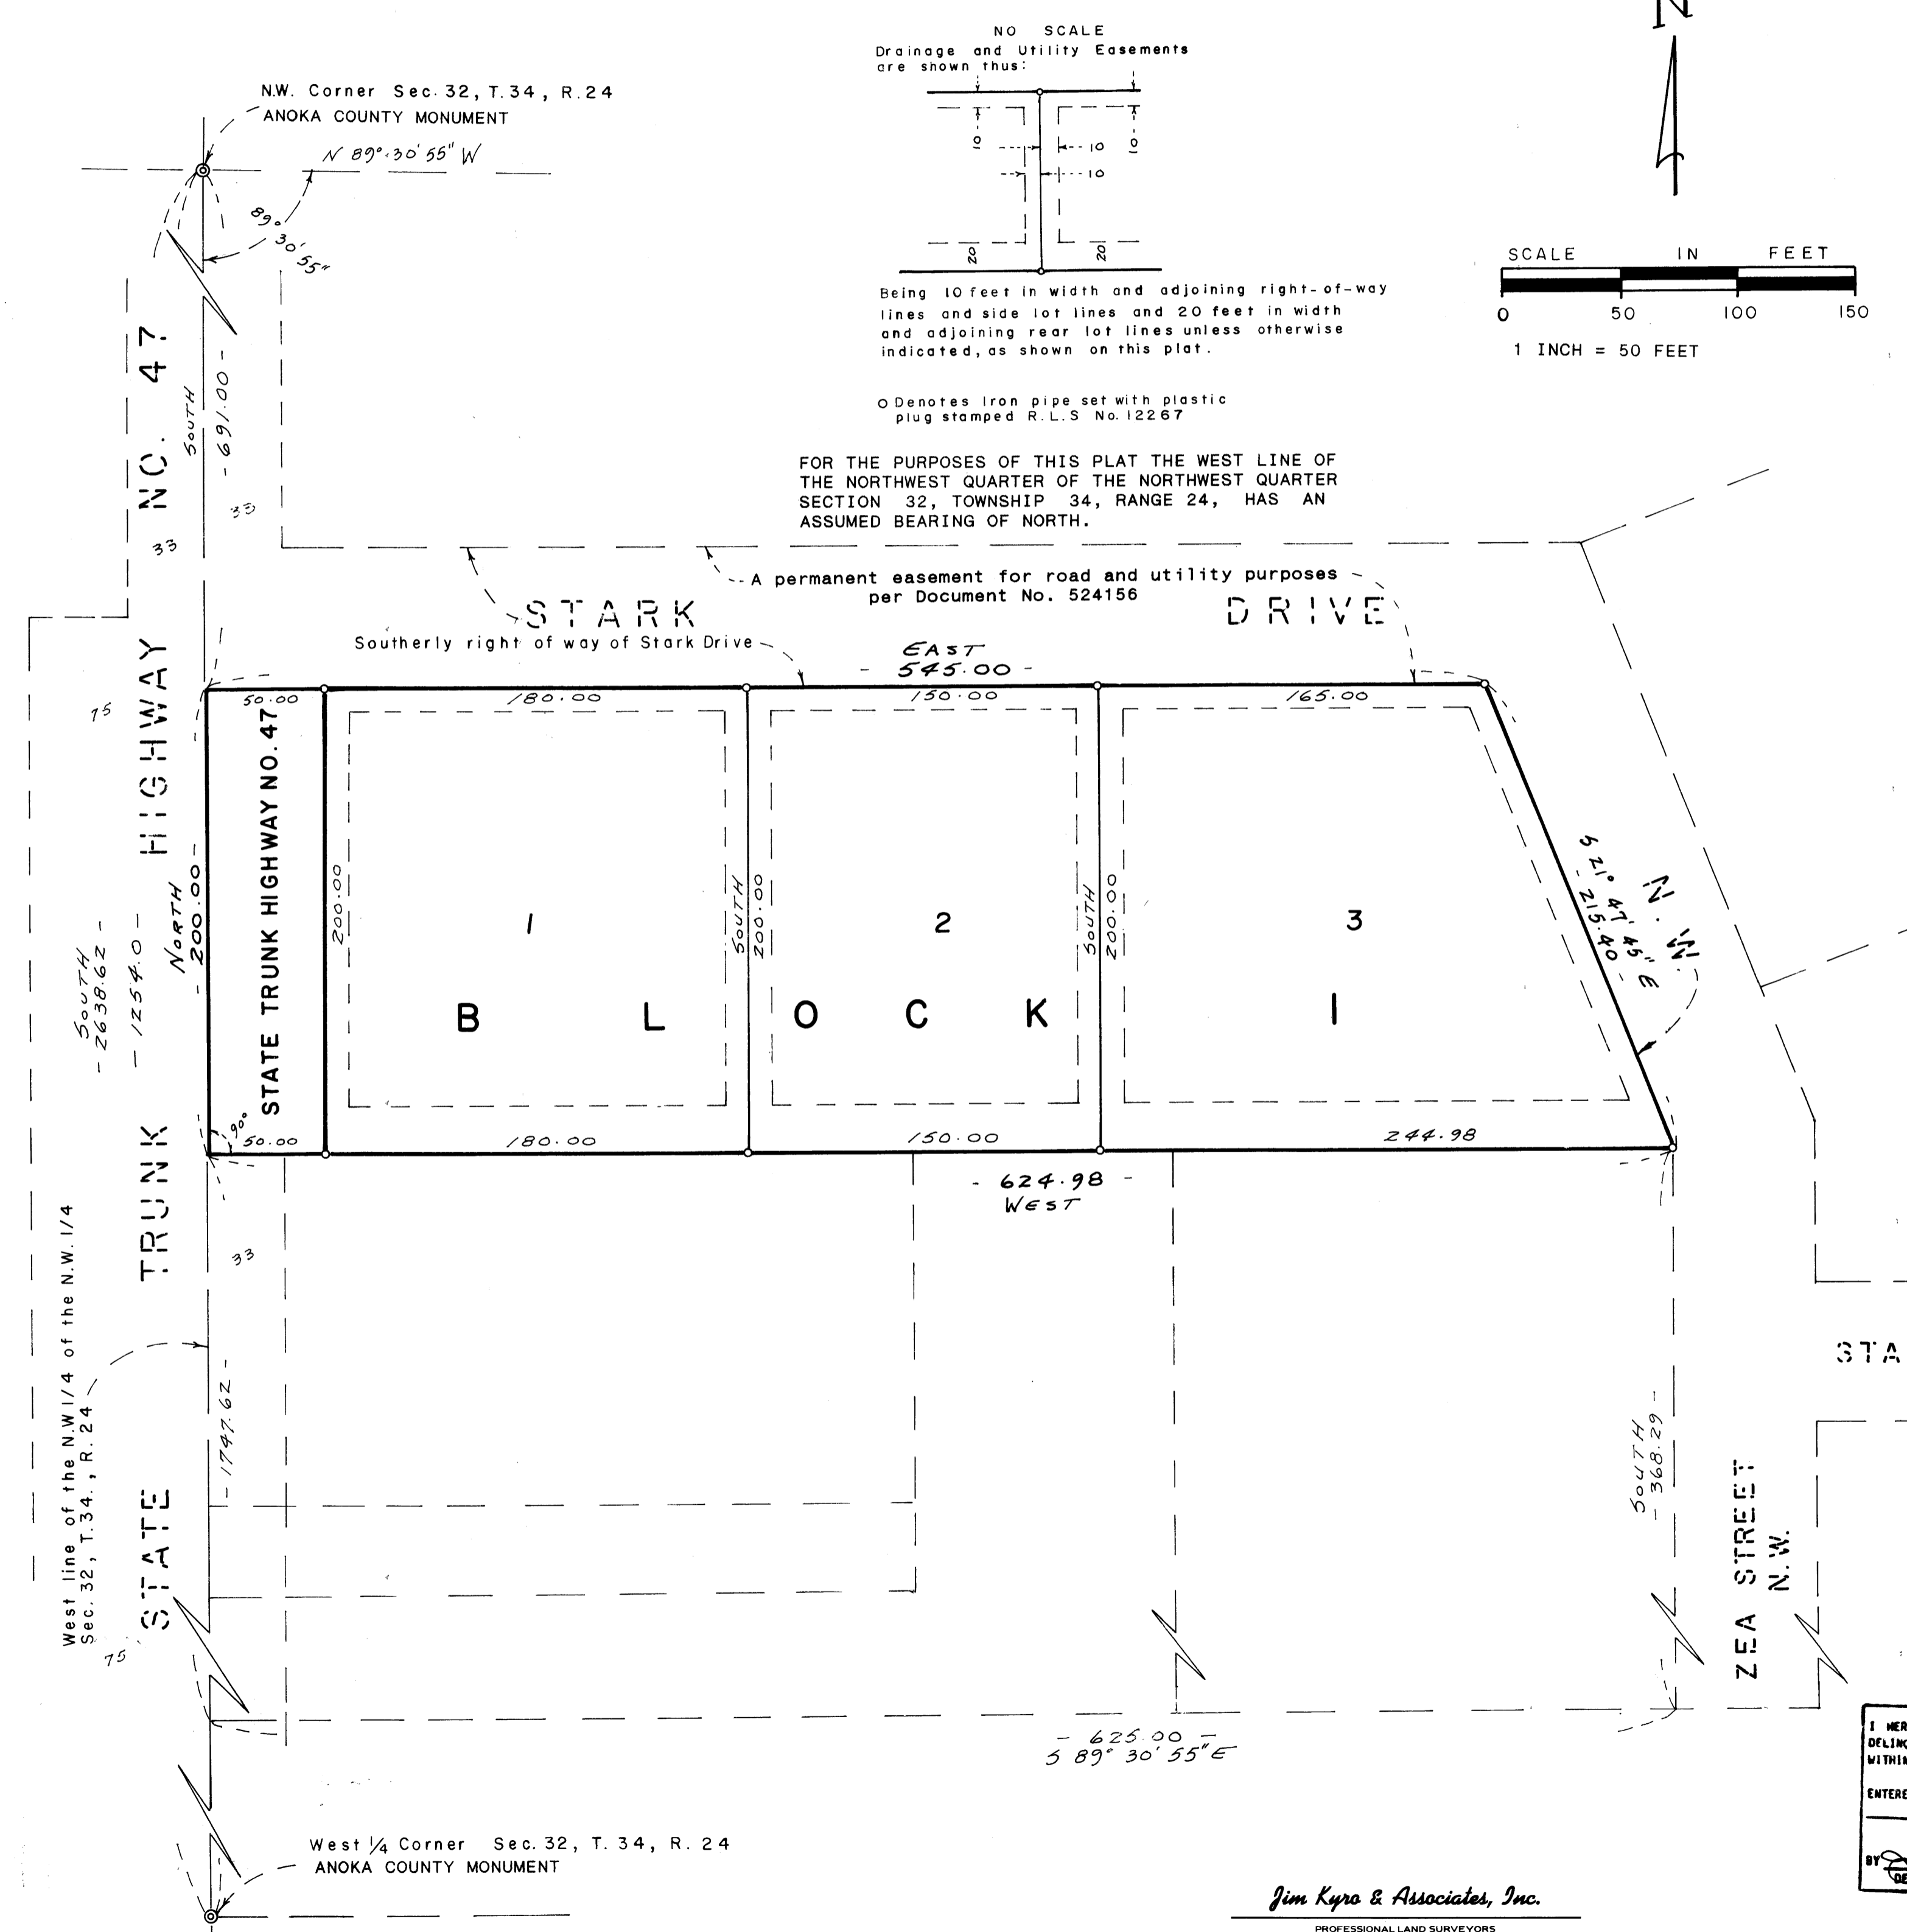 N
NO SCALE
Drainage and Utility Easements
are shown thus:
10
10
10
10
20
20
Being 10 feet in width and adjoining right-of-way
lines and side lot lines and 20 feet in width
and adjoining rear lot lines unless otherwise
indicated, as shown on this plat.
O Denotes Iron pipe set with plastic
plug stamped R.L.S No. 12267
FOR THE PURPOSES OF THIS PLAT THE WEST LINE OF
THE NORTHWEST QUARTER OF THE NORTHWEST QUARTER
SECTION 32, TOWNSHIP 34, RANGE 24, HAS AN
ASSUMED BEARING OF NORTH.
SCALE IN FEET
0 50 100 150
1 INCH = 50 FEET
N.W. Corner Sec. 32, T.34, R.24
ANOKA COUNTY MONUMENT
N 89° 30' 55" W
89°
30'
55"
SOUTH
- 691.00 -
33
33
A permanent easement for road and utility purposes
per Document No. 524156
STARK DRIVE
Southerly right of way of Stark Drive
EAST
- 545.00 -
50.00
180.00
150.00
165.00
75
STATE TRUNK HIGHWAY NO. 47
STATE TRUNK HIGHWAY NO. 47
NORTH
- 200.00 -
SOUTH
- 2638.62 -
- 1254.0 -
200.00
SOUTH
200.00
SOUTH
200.00
1
2
3
BLOCK 1
S 21° 47' 45" E
- 215.40 -
N.W.
90°
50.00
180.00
150.00
244.98
- 624.98 -
WEST
33
West line of the N.W 1/4 of the N.W. 1/4
Sec. 32, T.34., R. 24
- 1747.62 -
75
SOUTH
- 368.29 -
STA
ZEA STREET
N.W.
- 625.00 -
S 89° 30' 55" E
West 1/4 Corner Sec. 32, T. 34, R. 24
ANOKA COUNTY MONUMENT
Jim Kyro & Associates, Inc.
PROFESSIONAL LAND SURVEYORS
I HER
DELINQ
WITHIN
ENTERE
BY
DE